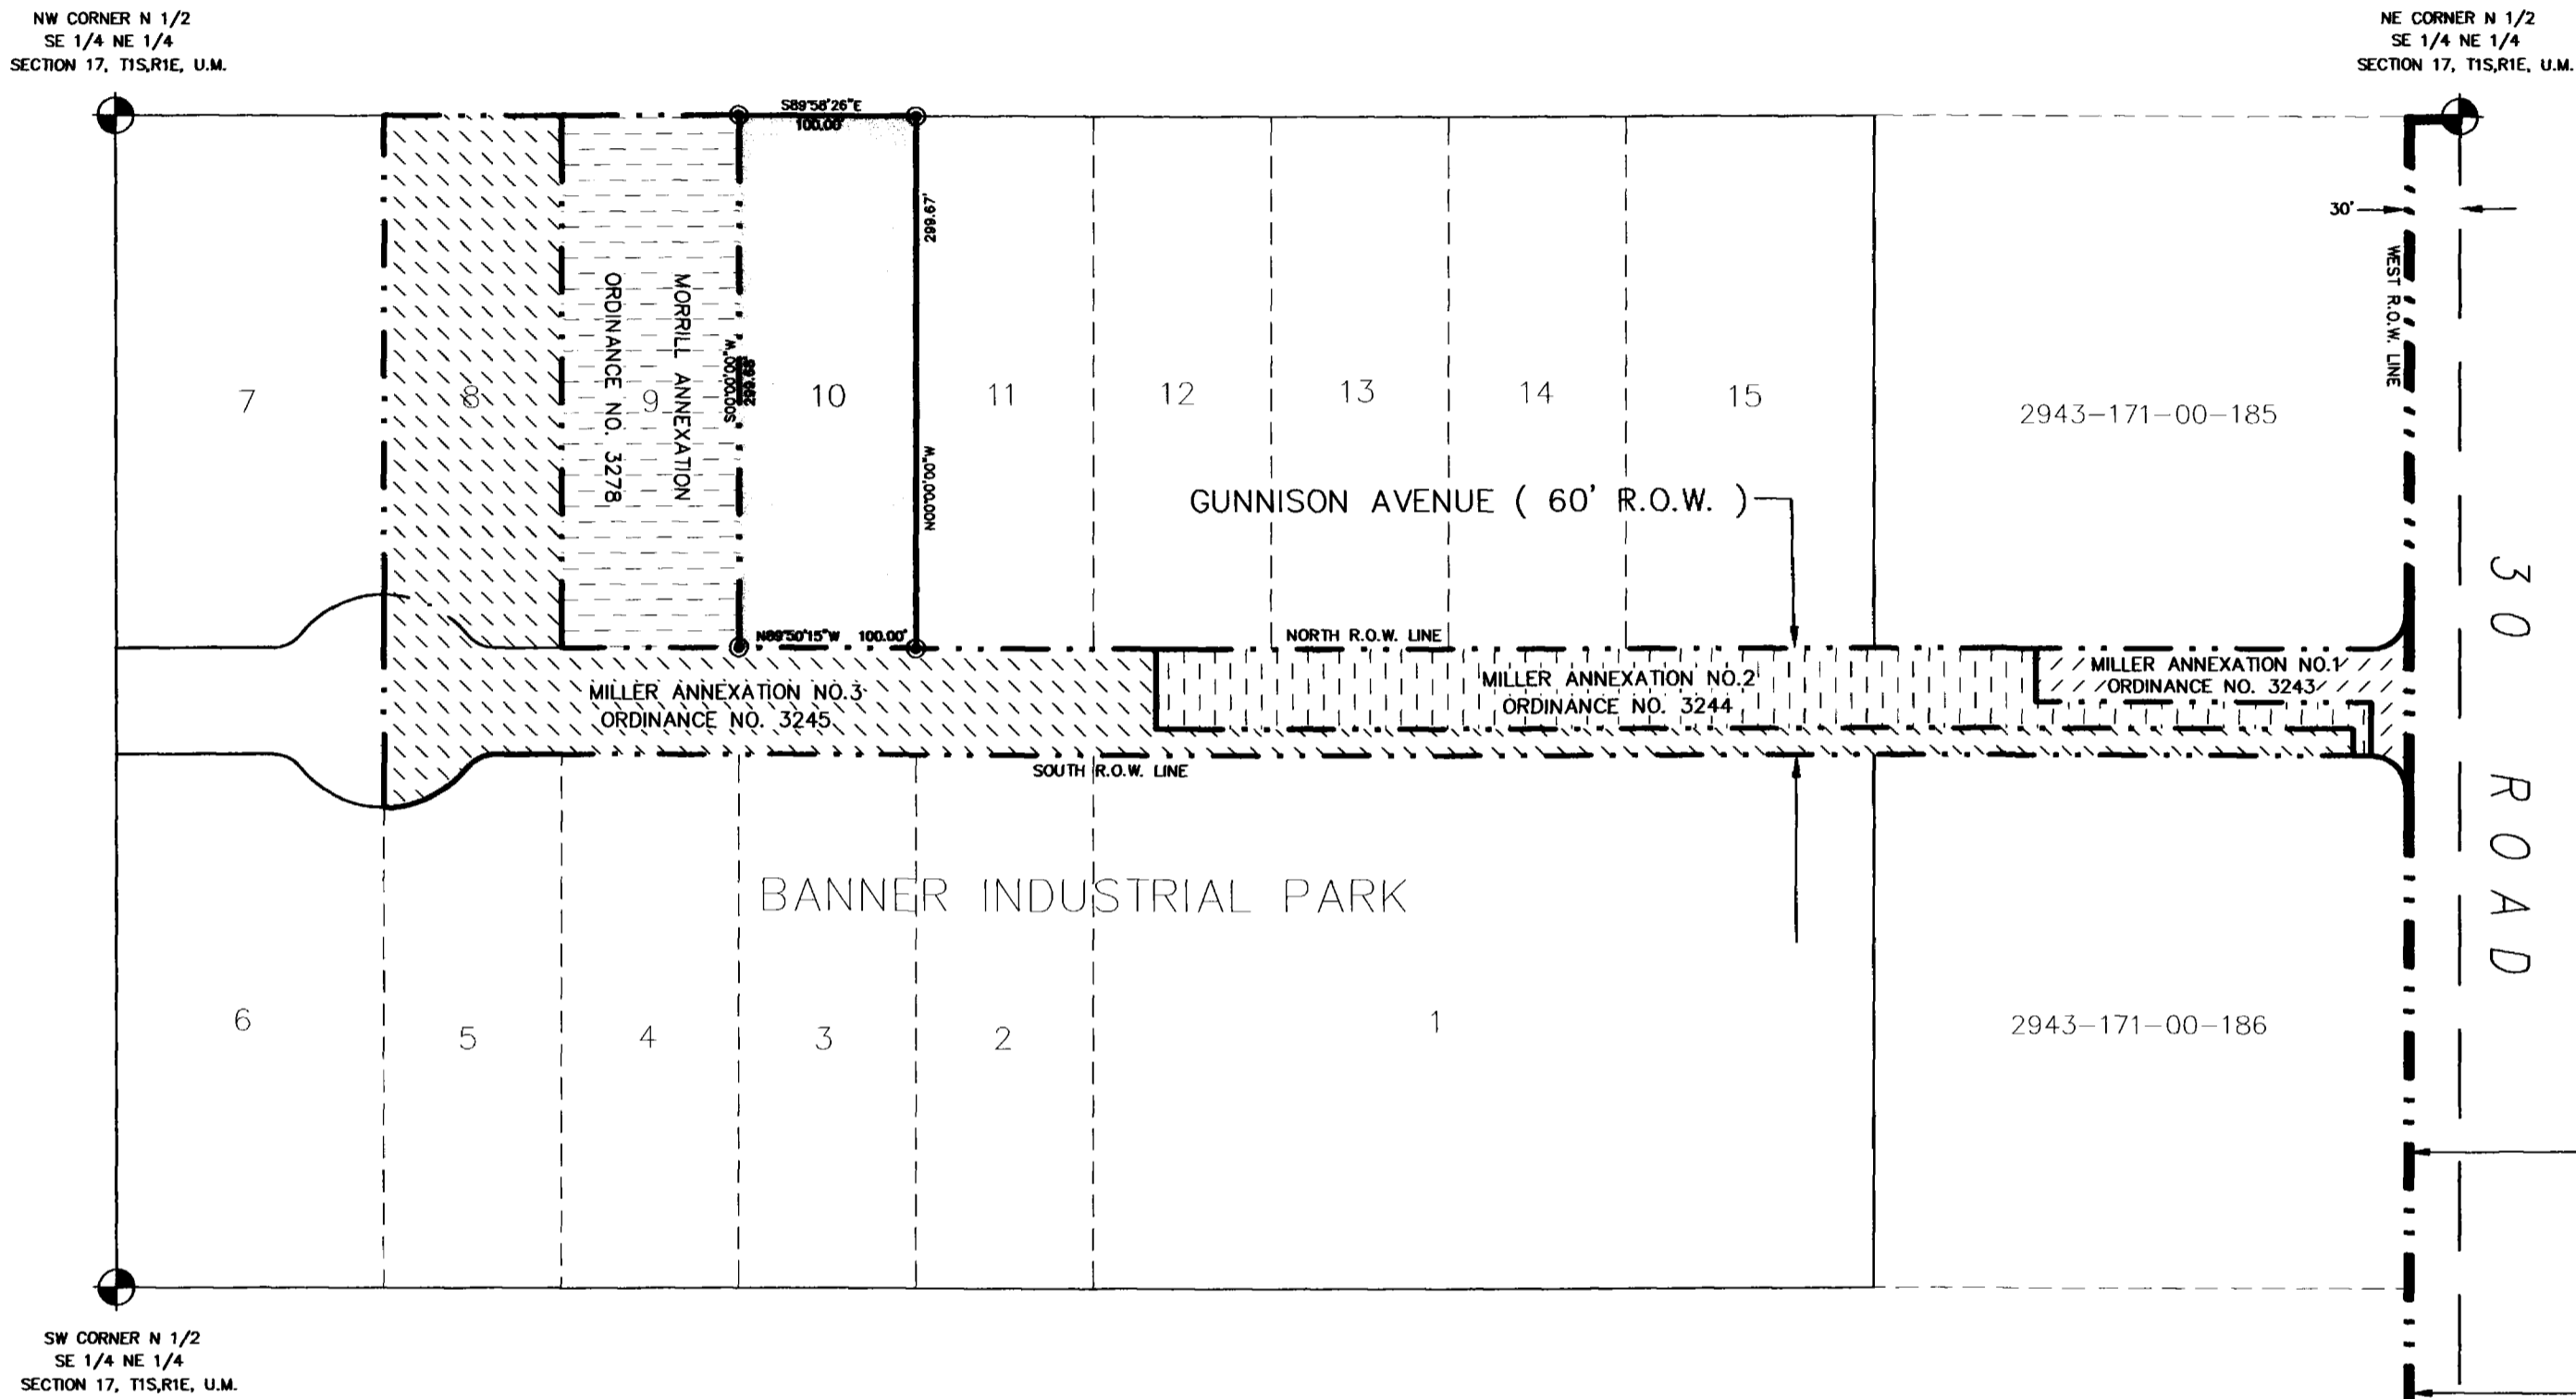 NW CORNER N 1/2
SE 1/4 NE 1/4
SECTION 17, T1S,R1E, U.M.
NE CORNER N 1/2
SE 1/4 NE 1/4
SECTION 17, T1S,R1E, U.M.
S89°58'26"E
100.00'
299.67'
N00°00'00"W
30'
WEST R.O.W. LINE
MORRILL ANNEXATION
ORDINANCE NO. 3278
S00°00'00"W
7
8
9
10
11
12
13
14
15
2943-171-00-185
GUNNISON AVENUE ( 60' R.O.W. )
30 ROAD
N89°50'15"W 100.00'
NORTH R.O.W. LINE
MILLER ANNEXATION NO.3
ORDINANCE NO. 3245
MILLER ANNEXATION NO.2
ORDINANCE NO. 3244
MILLER ANNEXATION NO.1
ORDINANCE NO. 3243
SOUTH R.O.W. LINE
BANNER INDUSTRIAL PARK
6
5
4
3
2
1
2943-171-00-186
SW CORNER N 1/2
SE 1/4 NE 1/4
SECTION 17, T1S,R1E, U.M.